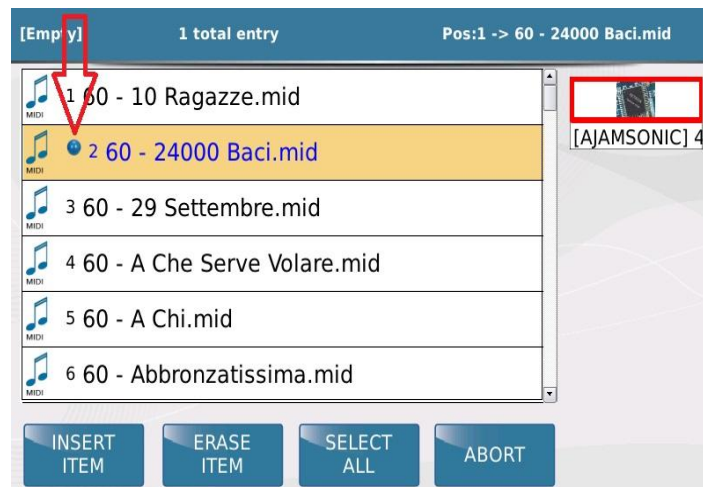 [Empty] 1 total entry Pos:1 -> 60 - 24000 Baci.mid
MIDI 1 60 - 10 Ragazze.mid
MIDI 2 60 - 24000 Baci.mid
MIDI 3 60 - 29 Settembre.mid
MIDI 4 60 - A Che Serve Volare.mid
MIDI 5 60 - A Chi.mid
MIDI 6 60 - Abbronzatissima.mid
[AJAMSONIC] 4
INSERT ITEM
ERASE ITEM
SELECT ALL
ABORT